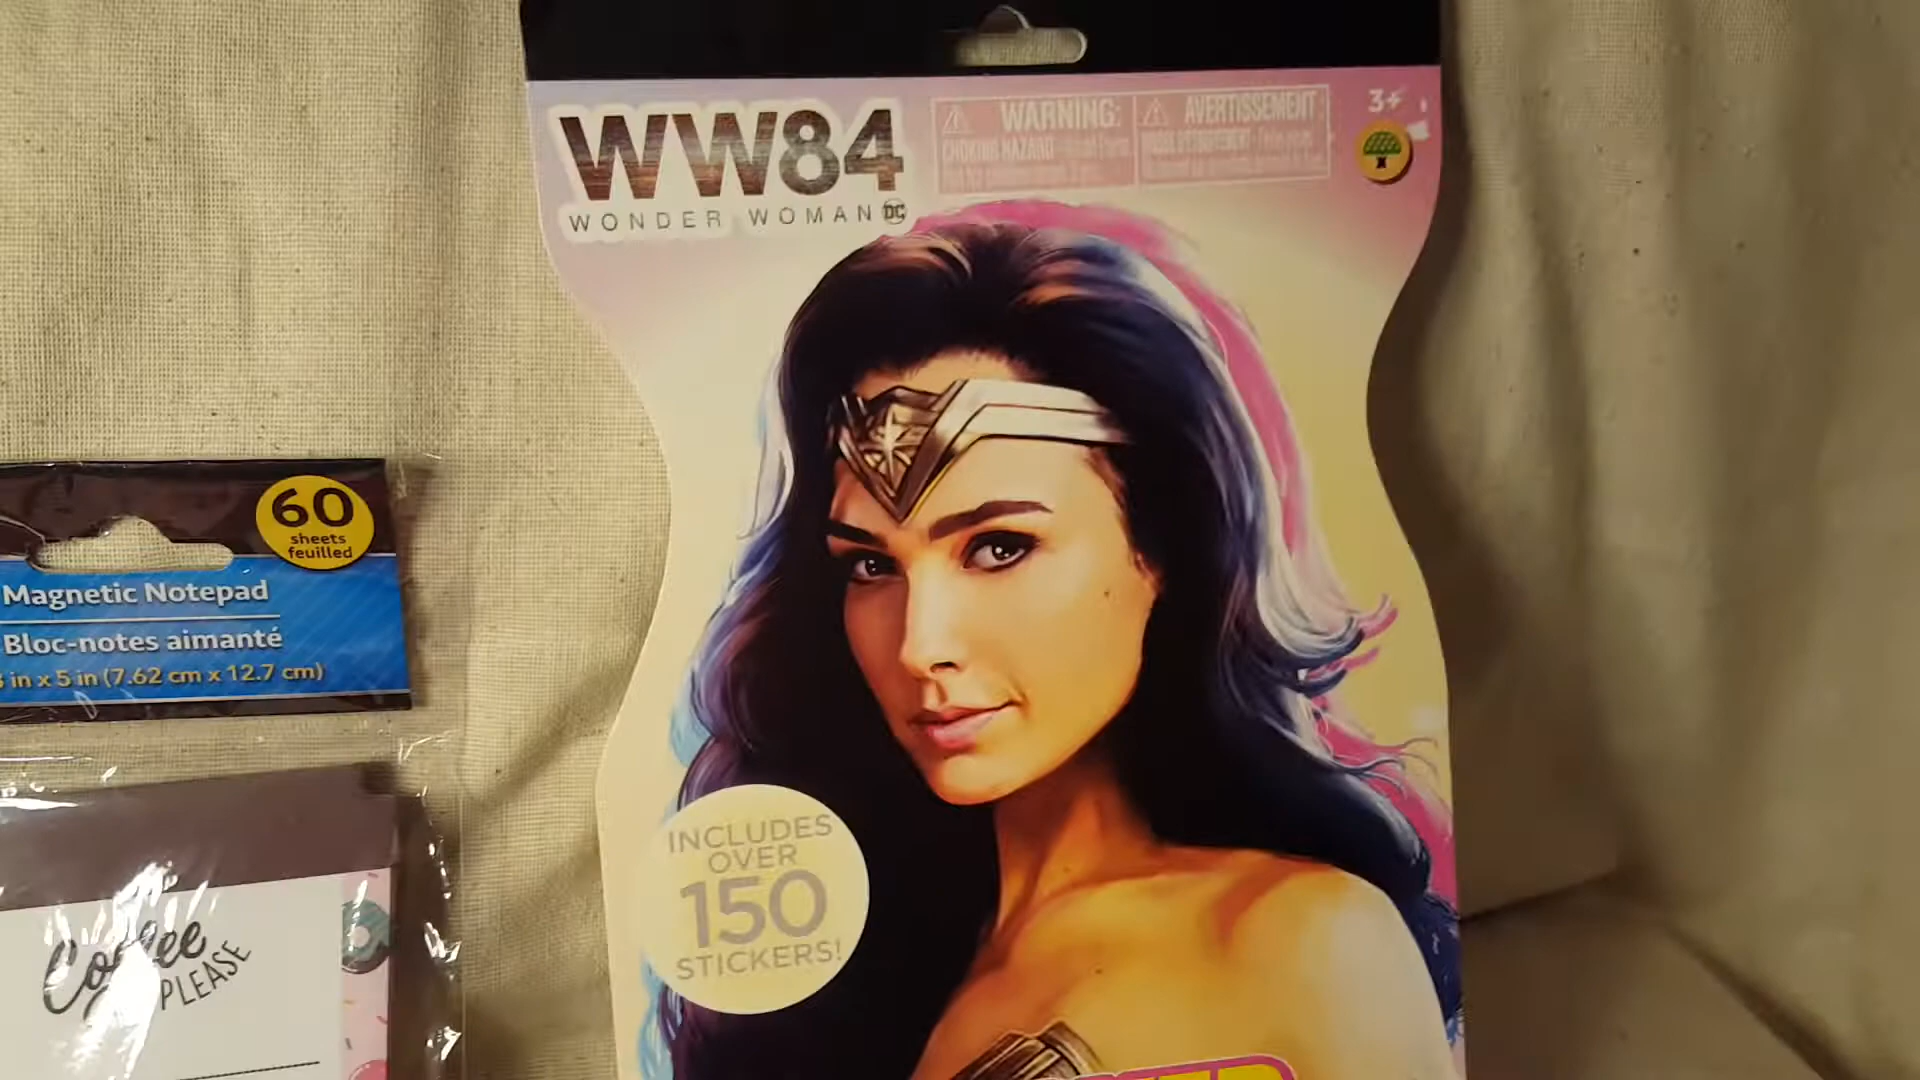 WW84
WONDER WOMAN DC
WARNING:
CHOKING HAZARD
AVERTISSEMENT
3+
60
sheets
feuilled
Magnetic Notepad
Bloc-notes aimanté
in x 5 in (7.62 cm x 12.7 cm)
Coffee
PLEASE
INCLUDES
OVER
150
STICKERS!